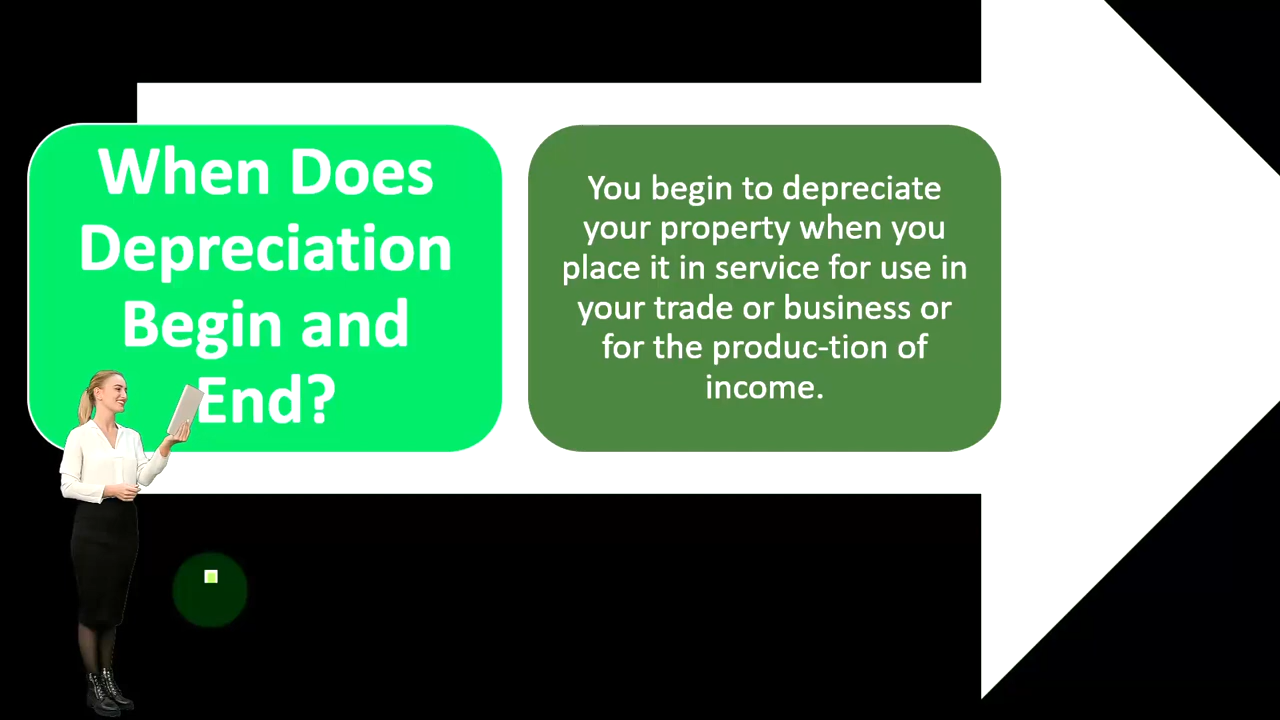 When Does
Depreciation
Begin and
End?
You begin to depreciate
your property when you
place it in service for use in
your trade or business or
for the produc-tion of
income.